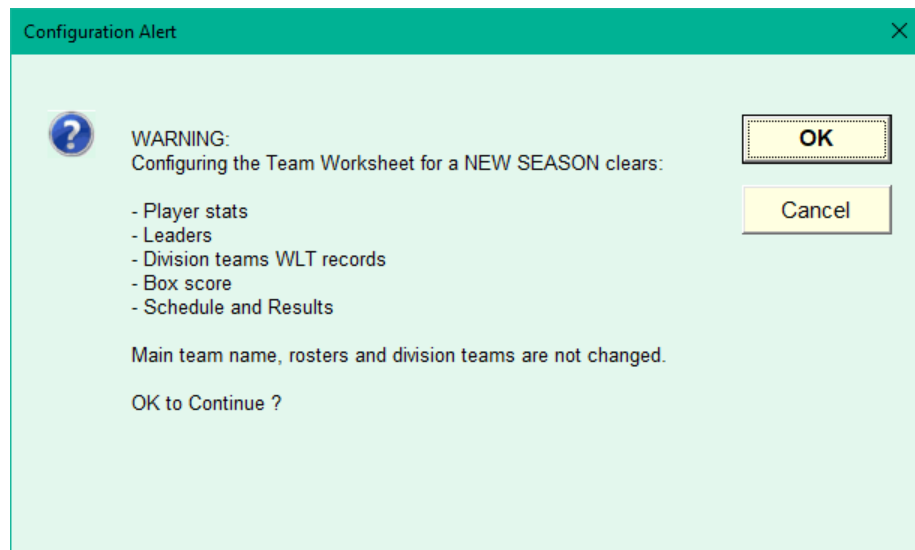 Configuration Alert
WARNING:
Configuring the Team Worksheet for a NEW SEASON clears:
- Player stats
- Leaders
- Division teams WLT records
- Box score
- Schedule and Results
Main team name, rosters and division teams are not changed.
OK to Continue ?
OK
Cancel